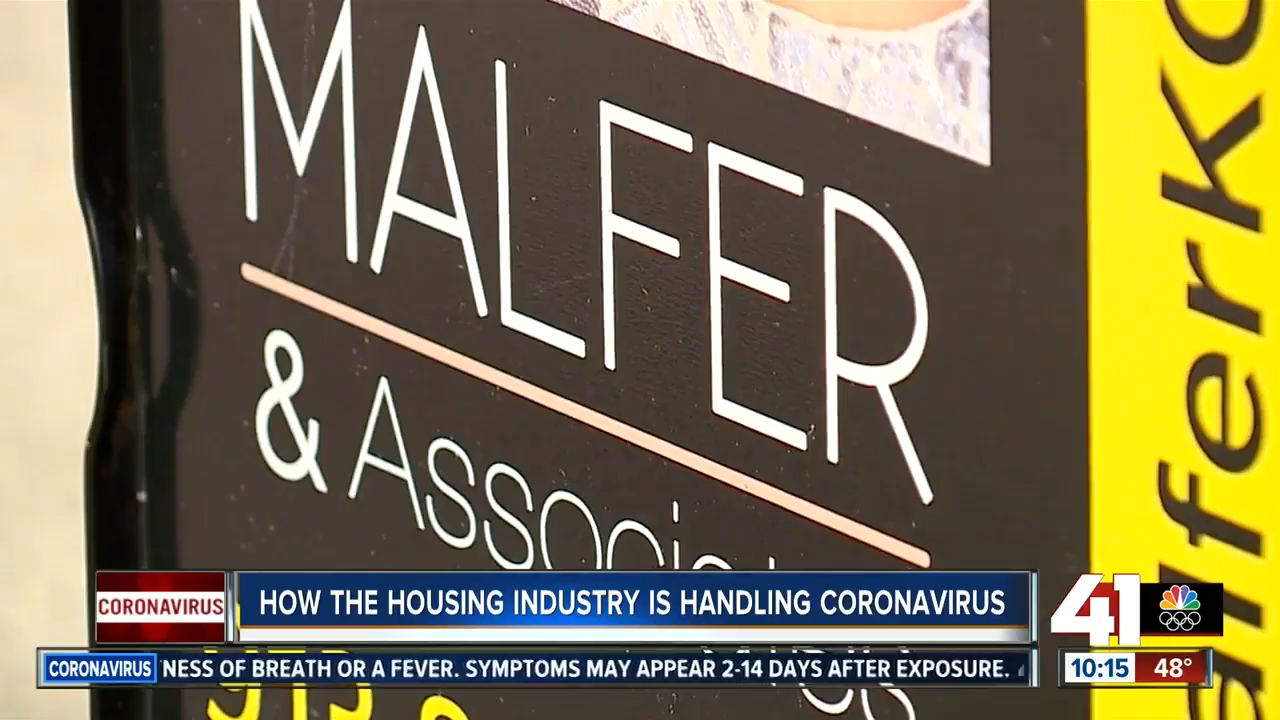 MALFER
& Associ
alferKC
CORONAVIRUS
HOW THE HOUSING INDUSTRY IS HANDLING CORONAVIRUS
41
CORONAVIRUS
NESS OF BREATH OR A FEVER. SYMPTOMS MAY APPEAR 2-14 DAYS AFTER EXPOSURE.
10:15
48°